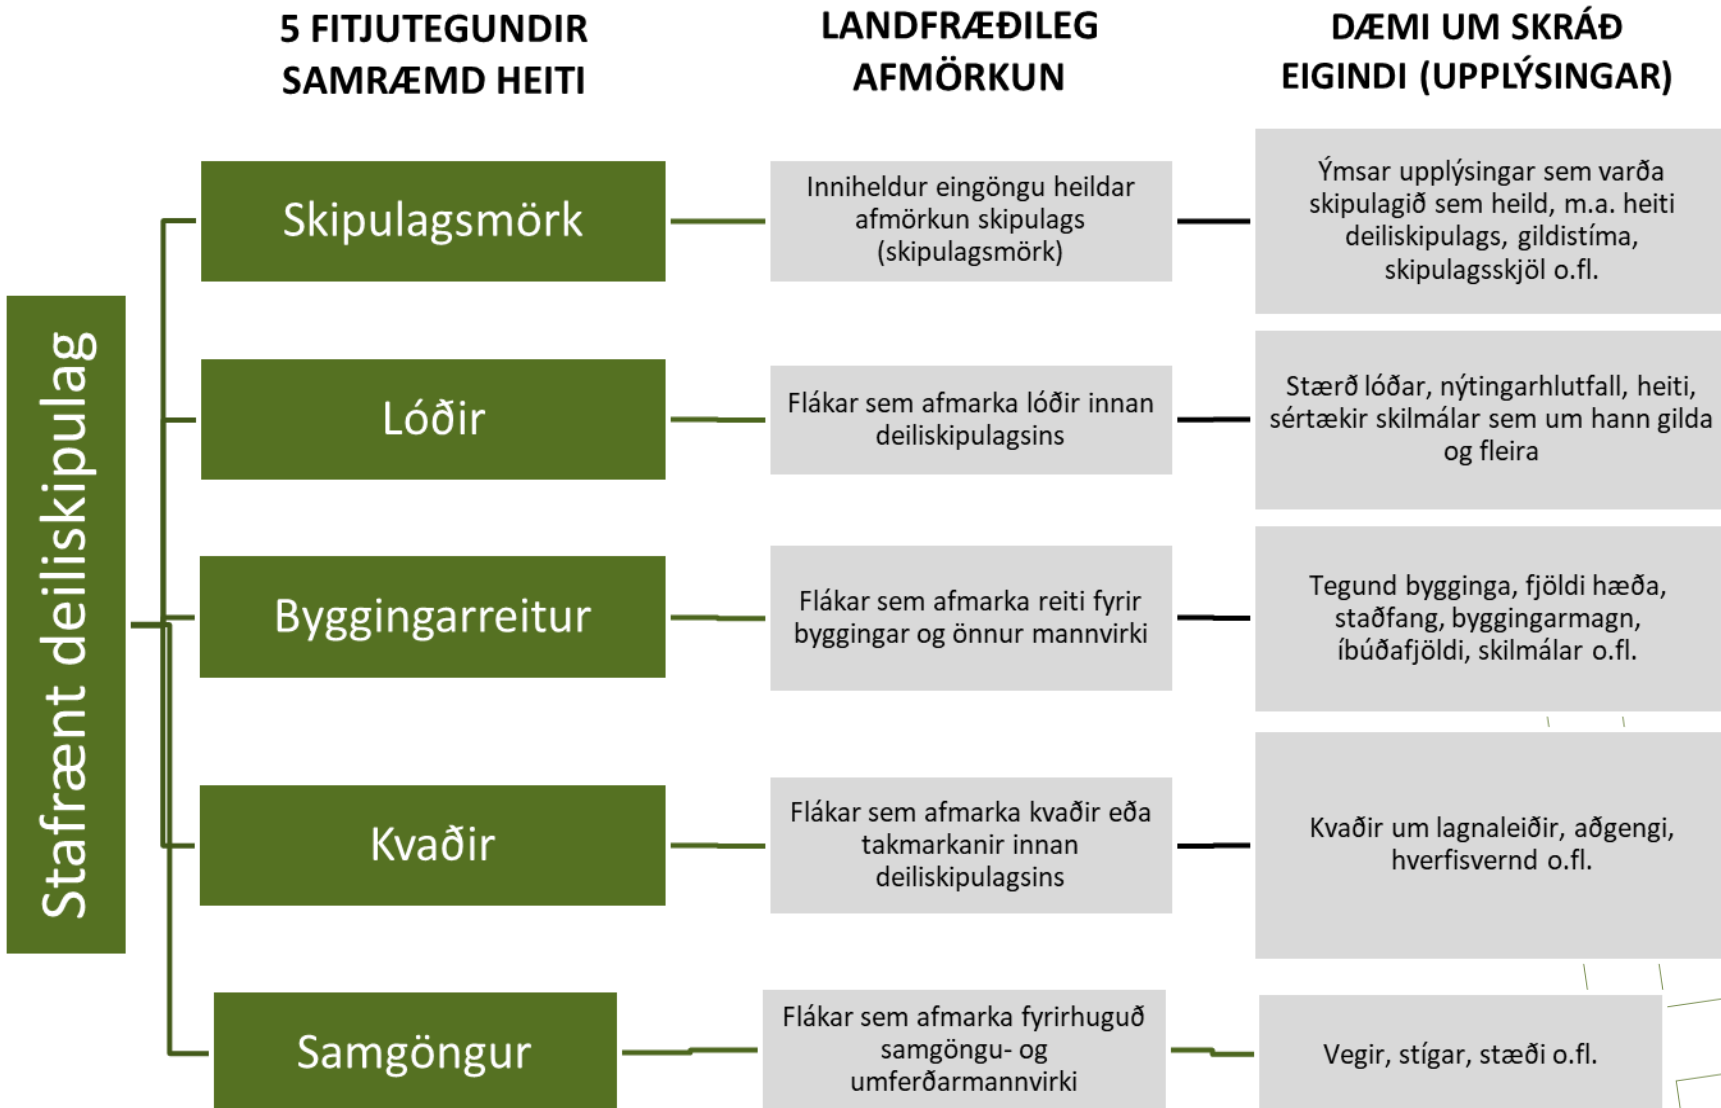 5 FITJUTEGUNDIR
SAMRÆMD HEITI
LANDFRÆÐILEG
AFMÖRKUN
DÆMI UM SKRÁÐ
EIGINDI (UPPLÝSINGAR)
Stafrænt deiliskipulag
Skipulagsmörk
Inniheldur eingöngu heildar
afmörkun skipulags
(skipulagsmörk)
Ýmsar upplýsingar sem varða
skipulagið sem heild, m.a. heiti
deiliskipulags, gildistíma,
skipulagsskjöl o.fl.
Lóðir
Flákar sem afmarka lóðir innan
deiliskipulagsins
Stærð lóðar, nýtingarhlutfall, heiti,
sértækir skilmálar sem um hann gilda
og fleira
Byggingarreitur
Flákar sem afmarka reiti fyrir
byggingar og önnur mannvirki
Tegund bygginga, fjöldi hæða,
staðfang, byggingarmagn,
íbúðafjöldi, skilmálar o.fl.
Kvaðir
Flákar sem afmarka kvaðir eða
takmarkanir innan
deiliskipulagsins
Kvaðir um lagnaleiðir, aðgengi,
hverfisvernd o.fl.
Samgöngur
Flákar sem afmarka fyrirhuguð
samgöngu- og
umferðarmannvirki
Vegir, stígar, stæði o.fl.